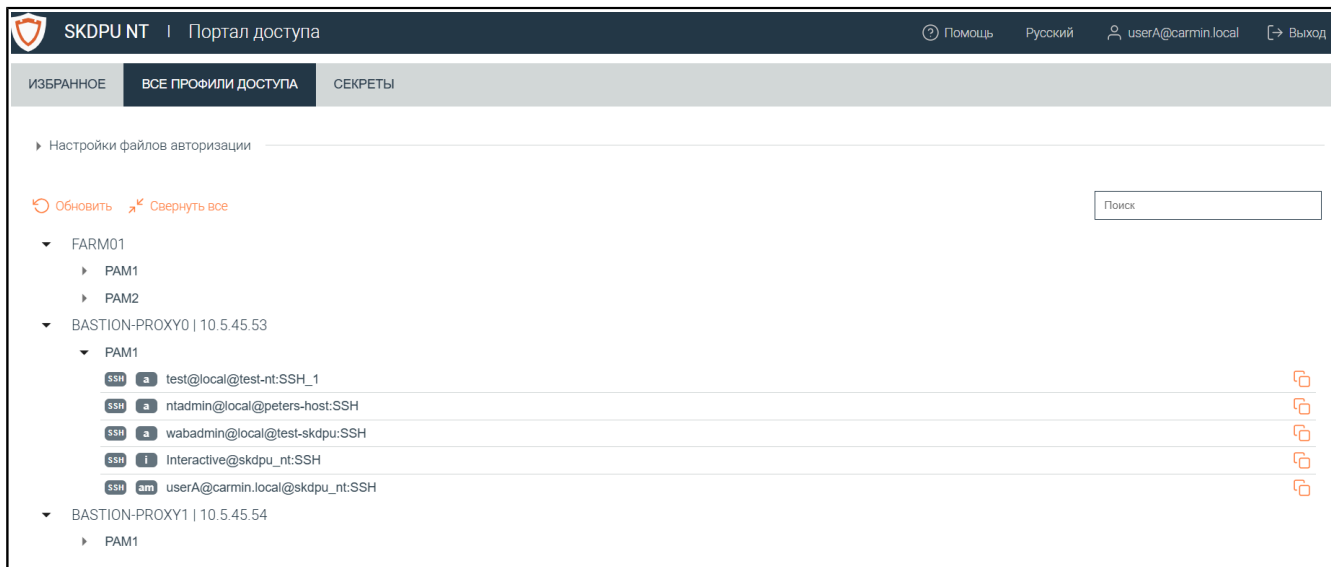 SKDPU NT | Портал доступа Помощь Русский userA@carmin.local Выход
ИЗБРАННОЕ ВСЕ ПРОФИЛИ ДОСТУПА СЕКРЕТЫ
Настройки файлов авторизации
Обновить Свернуть все Поиск
FARM01
PAM1
PAM2
BASTION-PROXY0 | 10.5.45.53
PAM1
SSH a test@local@test-nt:SSH_1
SSH a ntadmin@local@peters-host:SSH
SSH a wabadmin@local@test-skdpu:SSH
SSH i Interactive@skdpu_nt:SSH
SSH am userA@carmin.local@skdpu_nt:SSH
BASTION-PROXY1 | 10.5.45.54
PAM1